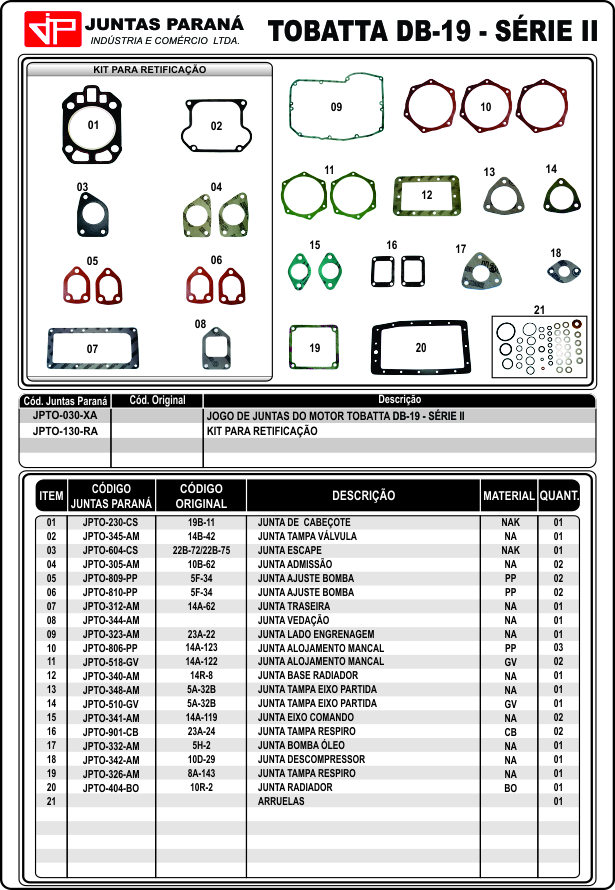 JP JUNTAS PARANÁ
INDÚSTRIA E COMÉRCIO LTDA.
TOBATTA DB-19 - SÉRIE II
KIT PARA RETIFICAÇÃO
01
02
09
10
03
04
11
12
13
14
05
06
15
16
17
18
07
08
19
20
21
Cód. Juntas Paraná Cód. Original Descrição
JPTO-030-XA JOGO DE JUNTAS DO MOTOR TOBATTA DB-19 - SÉRIE II
JPTO-130-RA KIT PARA RETIFICAÇÃO
ITEM CÓDIGO JUNTAS PARANÁ CÓDIGO ORIGINAL DESCRIÇÃO MATERIAL QUANT.
01 JPTO-230-CS 19B-11 JUNTA DE CABEÇOTE NAK 01
02 JPTO-345-AM 14B-42 JUNTA TAMPA VÁLVULA NA 01
03 JPTO-604-CS 22B-72/22B-75 JUNTA ESCAPE NAK 01
04 JPTO-305-AM 10B-62 JUNTA ADMISSÃO NA 02
05 JPTO-809-PP 5F-34 JUNTA AJUSTE BOMBA PP 02
06 JPTO-810-PP 5F-34 JUNTA AJUSTE BOMBA PP 02
07 JPTO-312-AM 14A-62 JUNTA TRASEIRA NA 01
08 JPTO-344-AM JUNTA VEDAÇÃO NA 01
09 JPTO-323-AM 23A-22 JUNTA LADO ENGRENAGEM NA 01
10 JPTO-806-PP 14A-123 JUNTA ALOJAMENTO MANCAL PP 03
11 JPTO-518-GV 14A-122 JUNTA ALOJAMENTO MANCAL GV 02
12 JPTO-340-AM 14R-8 JUNTA BASE RADIADOR NA 01
13 JPTO-348-AM 5A-32B JUNTA TAMPA EIXO PARTIDA NA 01
14 JPTO-510-GV 5A-32B JUNTA TAMPA EIXO PARTIDA GV 01
15 JPTO-341-AM 14A-119 JUNTA EIXO COMANDO NA 02
16 JPTO-901-CB 23A-24 JUNTA TAMPA RESPIRO CB 02
17 JPTO-332-AM 5H-2 JUNTA BOMBA ÓLEO NA 01
18 JPTO-342-AM 10D-29 JUNTA DESCOMPRESSOR NA 01
19 JPTO-326-AM 8A-143 JUNTA TAMPA RESPIRO NA 01
20 JPTO-404-BO 10R-2 JUNTA RADIADOR BO 01
21 ARRUELAS 01